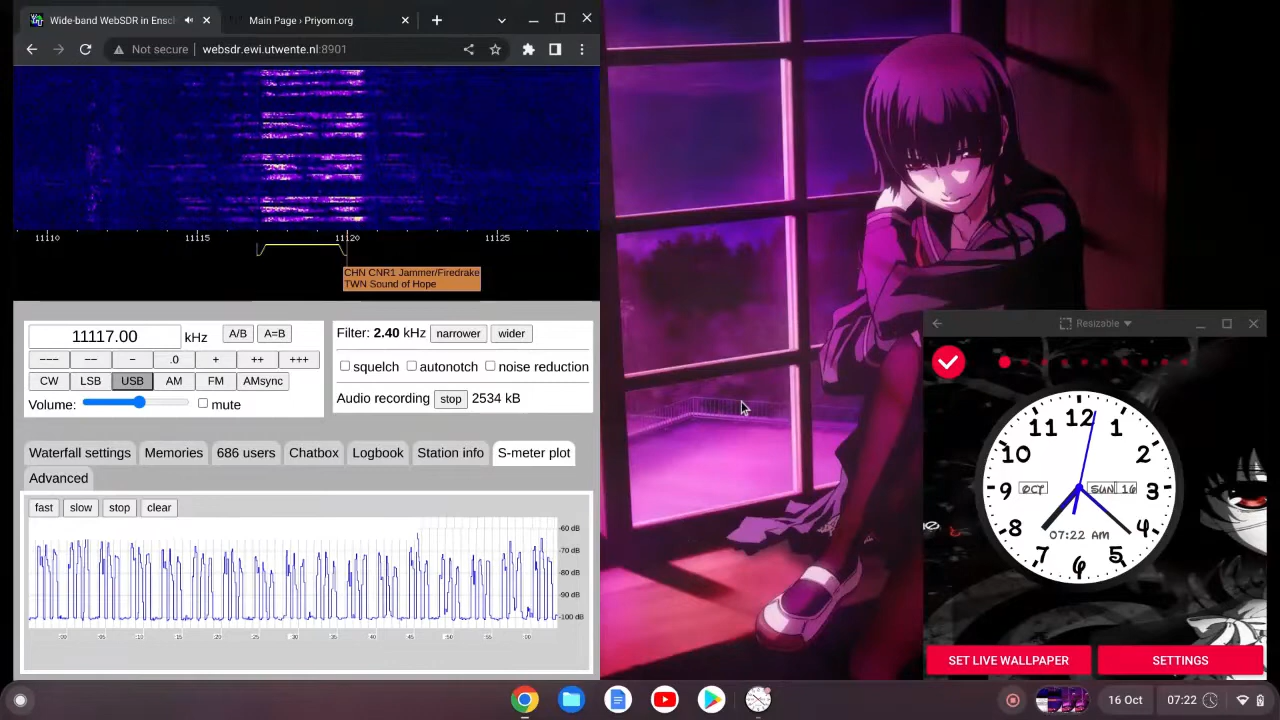 Wide-band WebSDR in Ensch
Main Page › Priyom.org
Not secure
websdr.ewi.utwente.nl:8901
11110
11115
11120
11125
CHN CNR1 Jammer/Firedrake
TWN Sound of Hope
11117.00 kHz A/B A=B
--- -- - .0 + ++ +++
CW LSB USB AM FM AMsync
Volume: mute
Filter: 2.40 kHz narrower wider
squelch autonotch noise reduction
Audio recording stop 2534 kB
Waterfall settings Memories 686 users Chatbox Logbook Station info S-meter plot
Advanced
fast slow stop clear
-60 dB
-70 dB
-80 dB
-90 dB
-100 dB
Resizable
12
1
2
3
4
5
6
7
8
9
10
11
OCT
SUN 16
07:22 AM
SET LIVE WALLPAPER SETTINGS
16 Oct 07:22